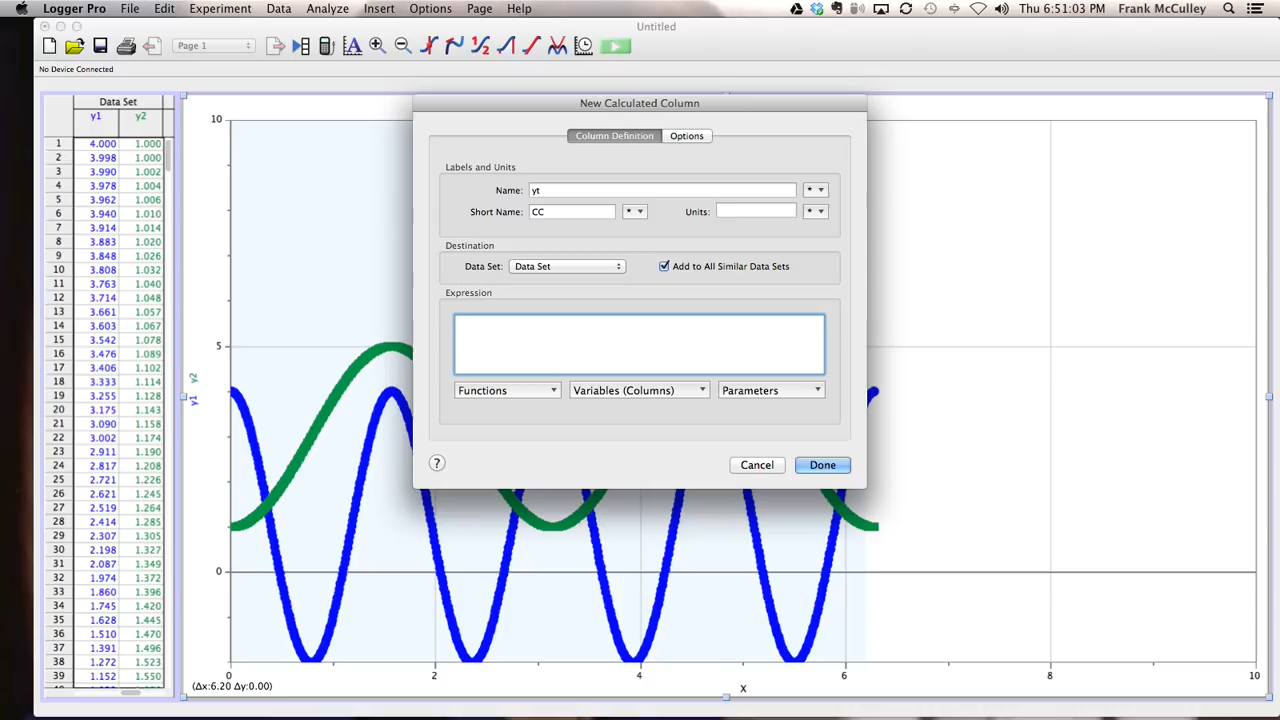 Logger Pro File Edit Experiment Data Analyze Insert Options Page Help Thu 6:51:03 PM Frank McCulley
Untitled
Page 1
No Device Connected
Data Set
y1 y2
1 4.000 1.000
2 3.998 1.000
3 3.990 1.002
4 3.978 1.004
5 3.962 1.006
6 3.940 1.010
7 3.914 1.014
8 3.883 1.020
9 3.848 1.026
10 3.808 1.032
11 3.763 1.040
12 3.714 1.048
13 3.661 1.057
14 3.603 1.067
15 3.542 1.078
16 3.476 1.089
17 3.406 1.102
18 3.333 1.114
19 3.255 1.128
20 3.175 1.143
21 3.090 1.158
22 3.002 1.174
23 2.911 1.190
24 2.817 1.208
25 2.721 1.226
26 2.621 1.245
27 2.519 1.264
28 2.414 1.285
29 2.307 1.305
30 2.198 1.327
31 2.087 1.349
32 1.974 1.372
33 1.860 1.396
34 1.745 1.420
35 1.628 1.445
36 1.510 1.470
37 1.391 1.496
38 1.272 1.523
39 1.152 1.550
10
5
0
y1 y2
0 2 4 6 8 10
X
(Δx:6.20 Δy:0.00)
New Calculated Column
Column Definition Options
Labels and Units
Name: yt * 
Short Name: CC * Units: *
Destination
Data Set: Data Set Add to All Similar Data Sets
Expression
Functions Variables (Columns) Parameters
? Cancel Done